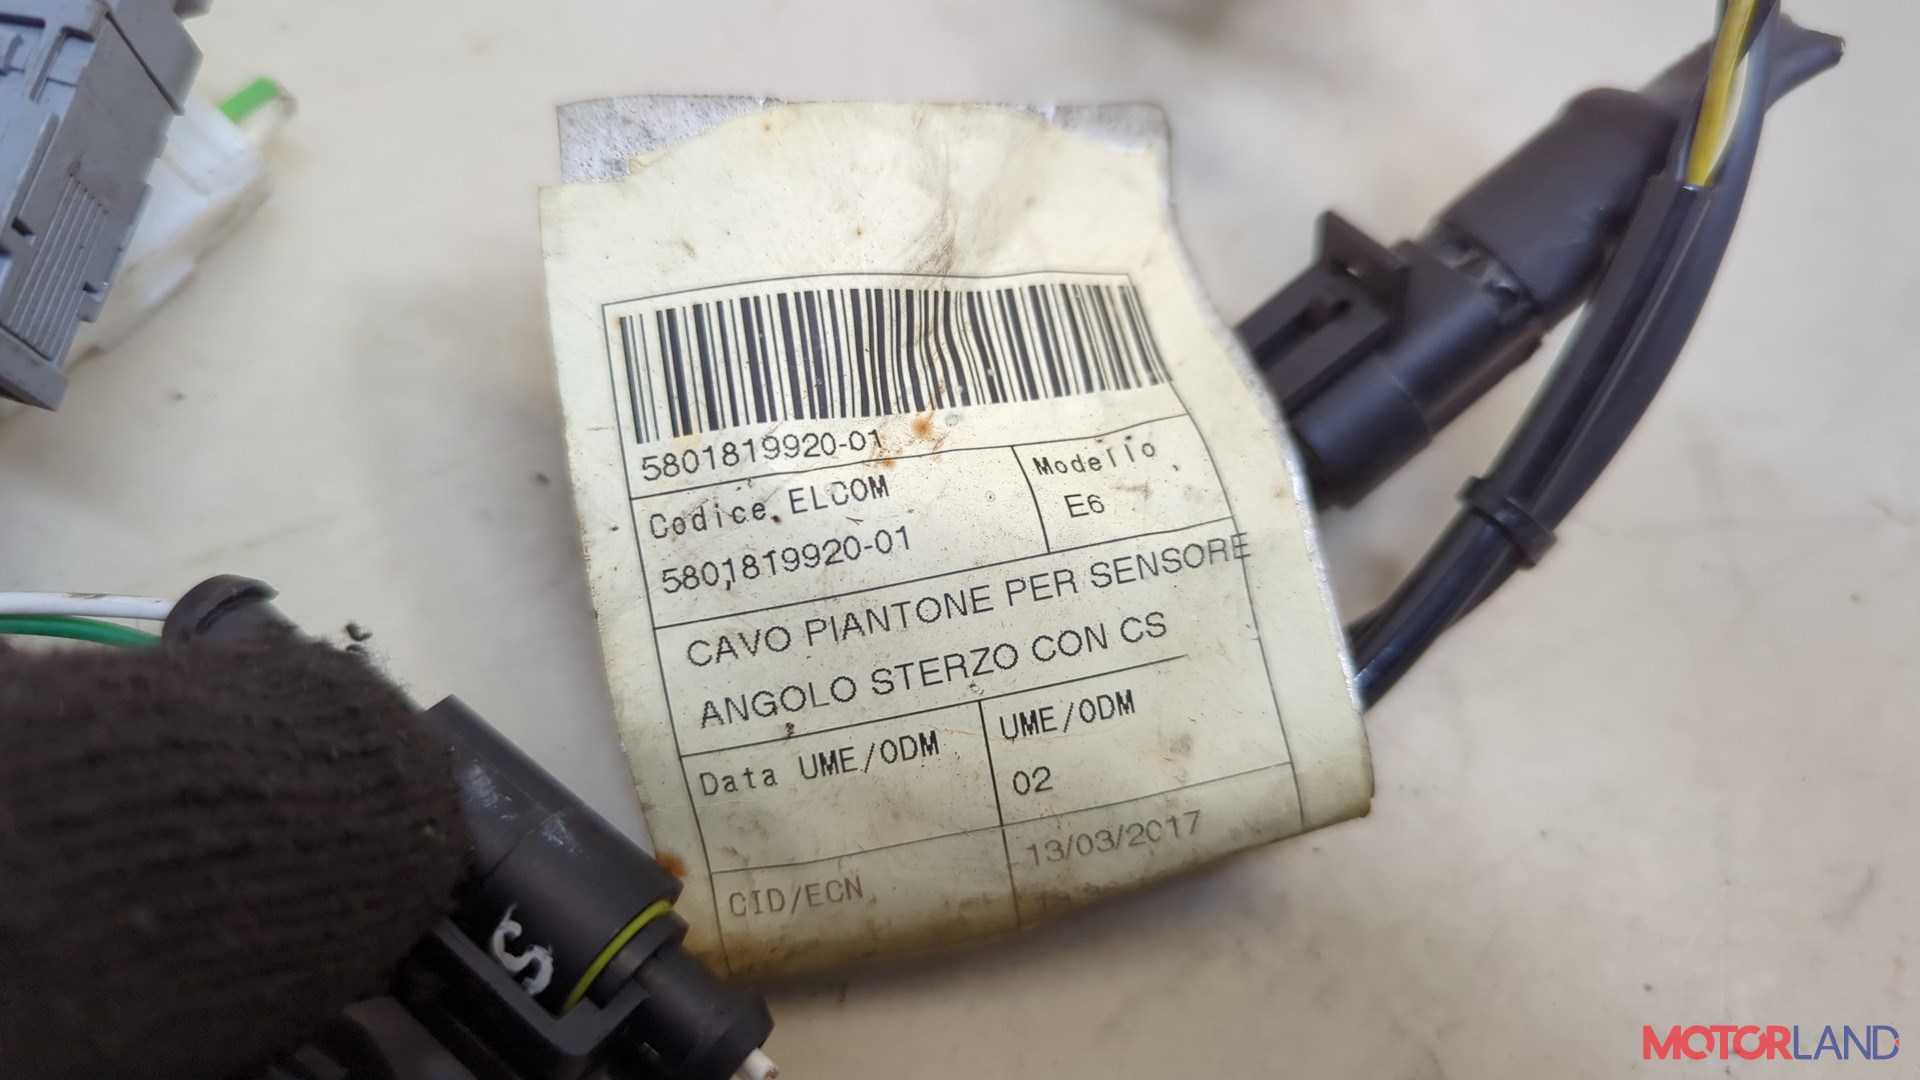 5801819920-01
Codice ELCOM
5801819920-01
Modello
E6
CAVO PIANTONE PER SENSORE
ANGOLO STERZO CON CS
Data UME/ODM
UME/ODM
02
13/03/2017
CID/ECN
S
MOTORLAND